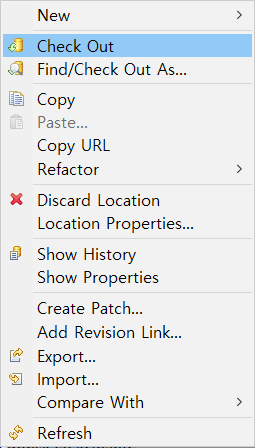 New
Check Out
Find/Check Out As...
Copy
Paste...
Copy URL
Refactor
Discard Location
Location Properties...
Show History
Show Properties
Create Patch...
Add Revision Link...
Export...
Import...
Compare With
Refresh